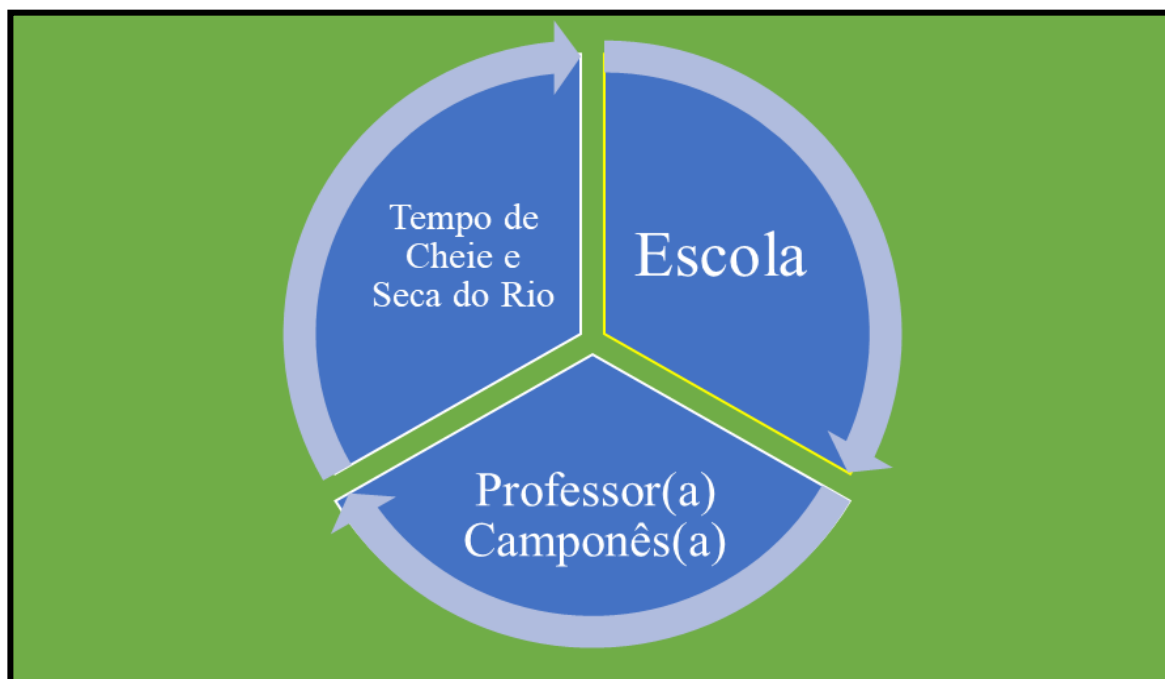 Tempo de
Cheie e
Seca do Rio
Escola
Professor(a)
Camponês(a)